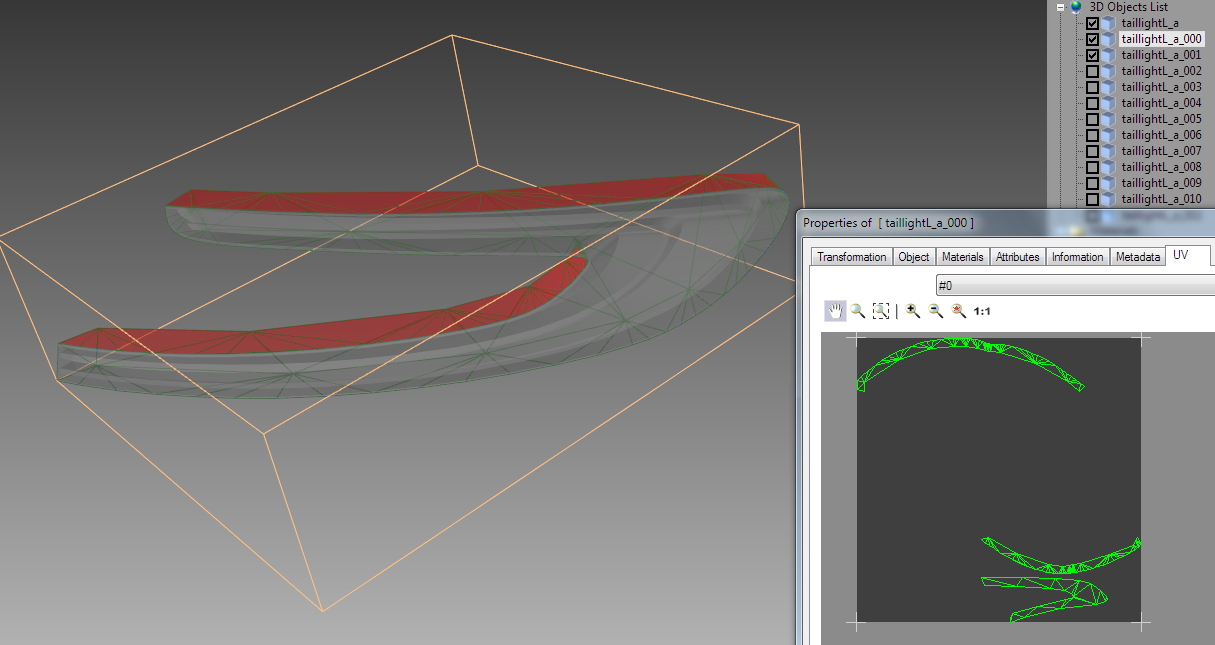 3D Objects List
taillightL_a
taillightL_a_000
taillightL_a_001
taillightL_a_002
taillightL_a_003
taillightL_a_004
taillightL_a_005
taillightL_a_006
taillightL_a_007
taillightL_a_008
taillightL_a_009
taillightL_a_010
Properties of [ taillightL_a_000 ]
Transformation Object Materials Attributes Information Metadata UV
#0
1:1